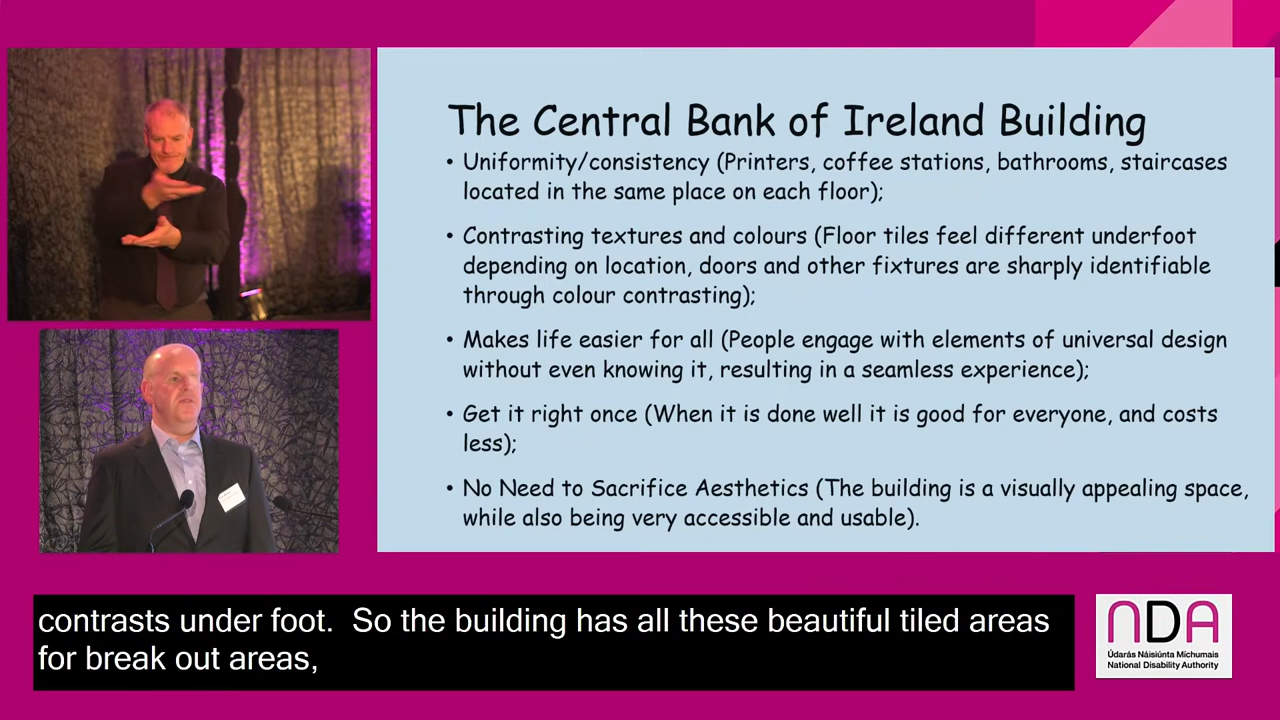 The Central Bank of Ireland Building
• Uniformity/consistency (Printers, coffee stations, bathrooms, staircases
located in the same place on each floor);
• Contrasting textures and colours (Floor tiles feel different underfoot
depending on location, doors and other fixtures are sharply identifiable
through colour contrasting);
• Makes life easier for all (People engage with elements of universal design
without even knowing it, resulting in a seamless experience);
• Get it right once (When it is done well it is good for everyone, and costs
less);
• No Need to Sacrifice Aesthetics (The building is a visually appealing space,
while also being very accessible and usable).
contrasts under foot.  So the building has all these beautiful tiled areas
for break out areas,
NDA
Údarás Náisiúnta Míchumais
National Disability Authority